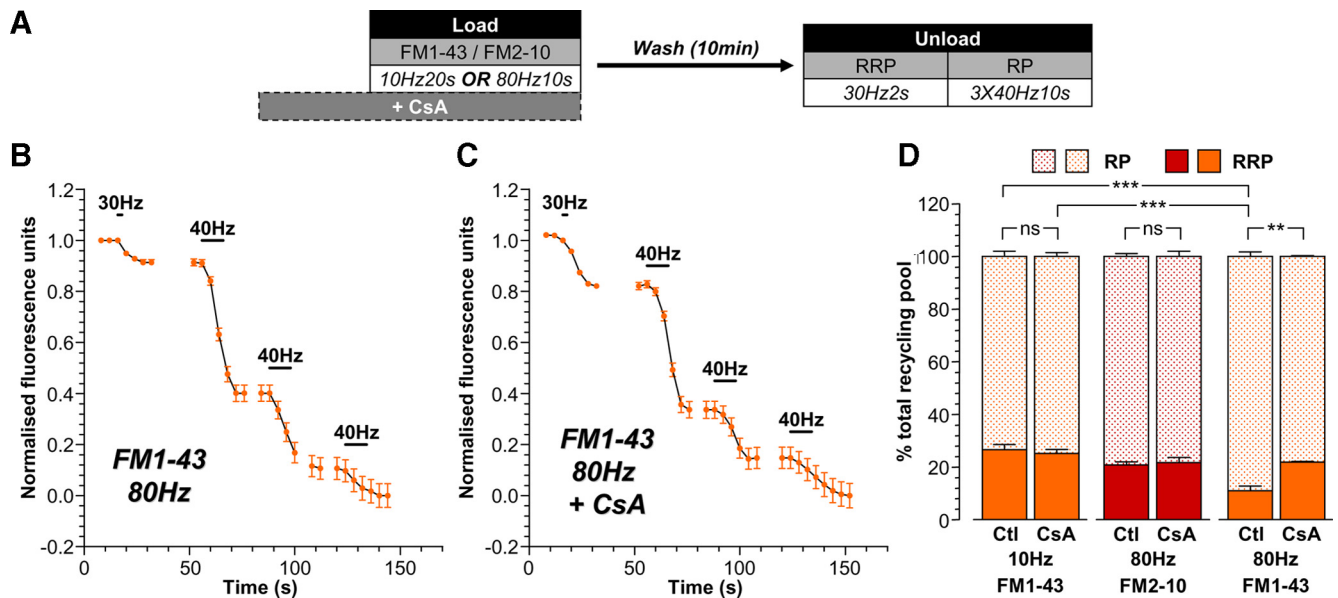 A
Load
FM1-43 / FM2-10
10Hz20s OR 80Hz10s
+ CsA
Wash (10min)
Unload
RRP RP
30Hz2s 3X40Hz10s
B
Normalised fluorescence units
1.2
1.0
0.8
0.6
0.4
0.2
0.0
-0.2
30Hz
40Hz
40Hz
40Hz
FM1-43
80Hz
0 50 100 150
Time (s)
C
Normalised fluorescence units
1.2
1.0
0.8
0.6
0.4
0.2
0.0
-0.2
30Hz
40Hz
40Hz
40Hz
FM1-43
80Hz
+ CsA
0 50 100 150
Time (s)
D
RP RRP
***
***
ns ns **
% total recycling pool
120
100
80
60
40
20
0
Ctl CsA Ctl CsA Ctl CsA
10Hz 80Hz 80Hz
FM1-43 FM2-10 FM1-43